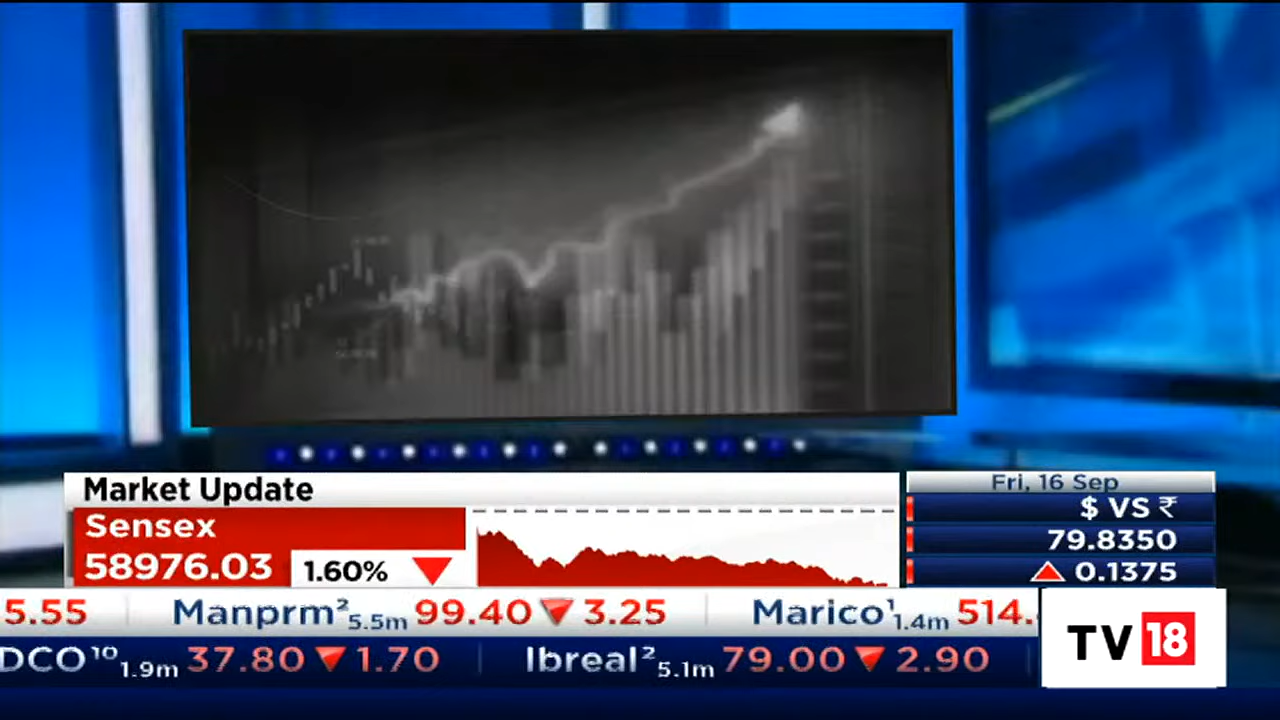 Market Update
Sensex
58976.03 1.60%
Fri, 16 Sep
$ VS ₹
79.8350
0.1375
5.55 Manprm² 5.5m 99.40 3.25 Marico¹ 1.4m 514.
DCO¹⁰ 1.9m 37.80 1.70 Ibreal² 5.1m 79.00 2.90
TV18